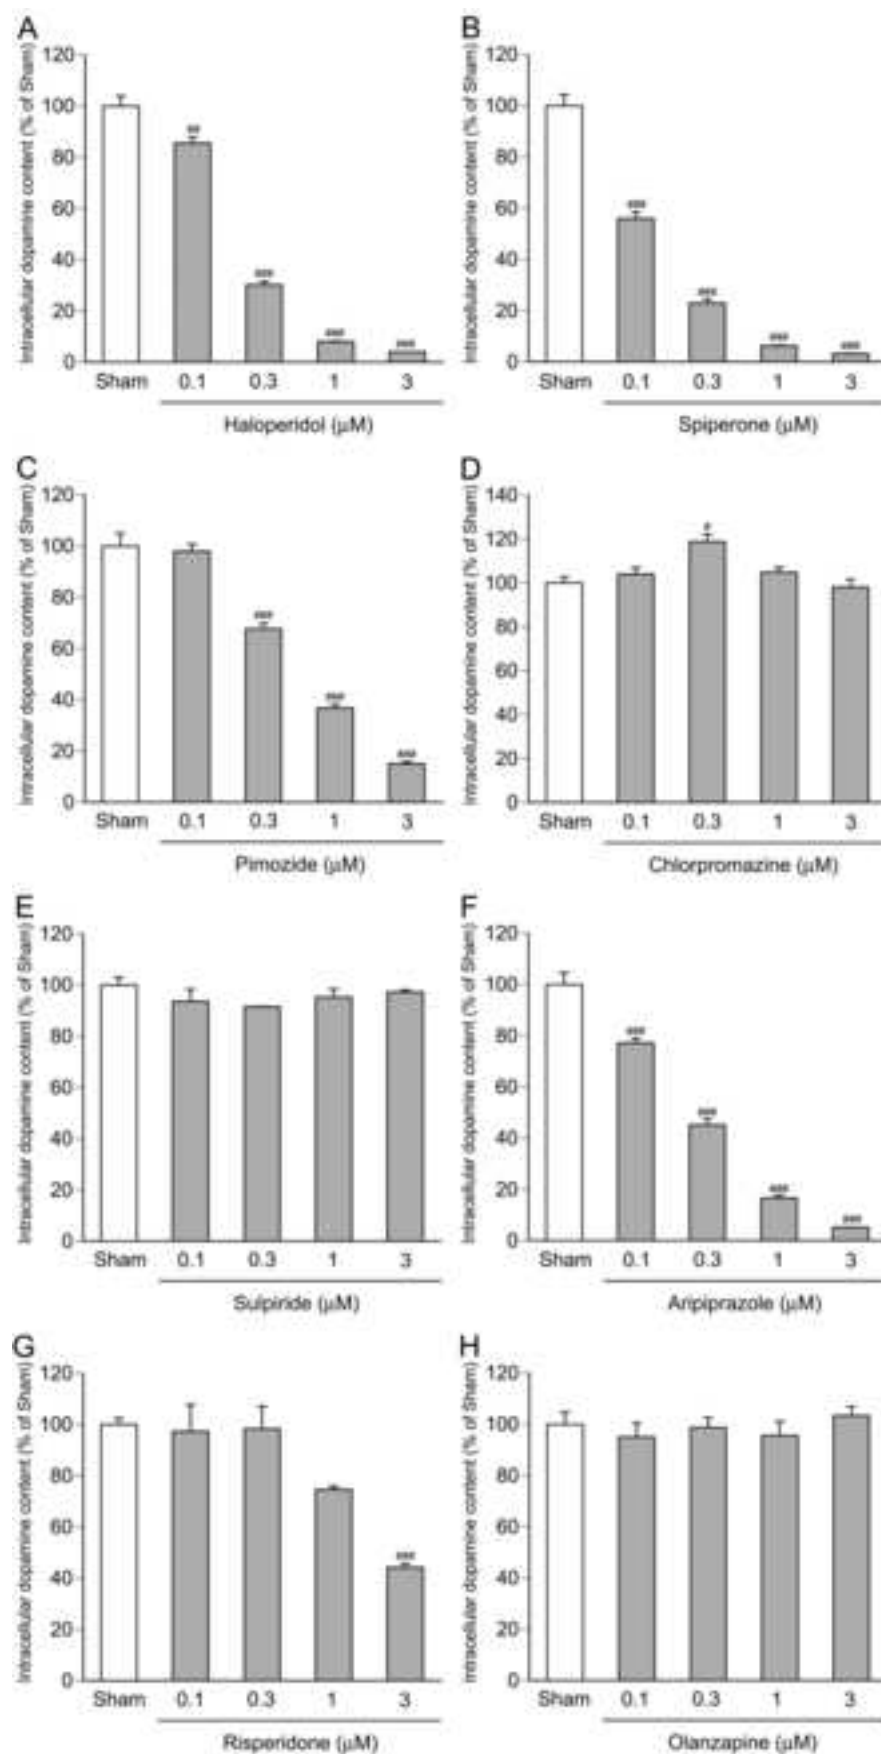 A
Intracellular dopamine content (% of Sham)
120
100
80
60
40
20
0
##
###
###
###
Sham 0.1 0.3 1 3
Haloperidol (μM)
B
Intracellular dopamine content (% of Sham)
120
100
80
60
40
20
0
###
###
###
###
Sham 0.1 0.3 1 3
Spiperone (μM)
C
Intracellular dopamine content (% of Sham)
120
100
80
60
40
20
0
###
###
###
Sham 0.1 0.3 1 3
Pimozide (μM)
D
Intracellular dopamine content (% of Sham)
140
120
100
80
60
40
20
0
#
Sham 0.1 0.3 1 3
Chlorpromazine (μM)
E
Intracellular dopamine content (% of Sham)
120
100
80
60
40
20
0
Sham 0.1 0.3 1 3
Sulpiride (μM)
F
Intracellular dopamine content (% of Sham)
120
100
80
60
40
20
0
###
###
###
###
Sham 0.1 0.3 1 3
Aripiprazole (μM)
G
Intracellular dopamine content (% of Sham)
120
100
80
60
40
20
0
###
Sham 0.1 0.3 1 3
Risperidone (μM)
H
Intracellular dopamine content (% of Sham)
120
100
80
60
40
20
0
Sham 0.1 0.3 1 3
Olanzapine (μM)